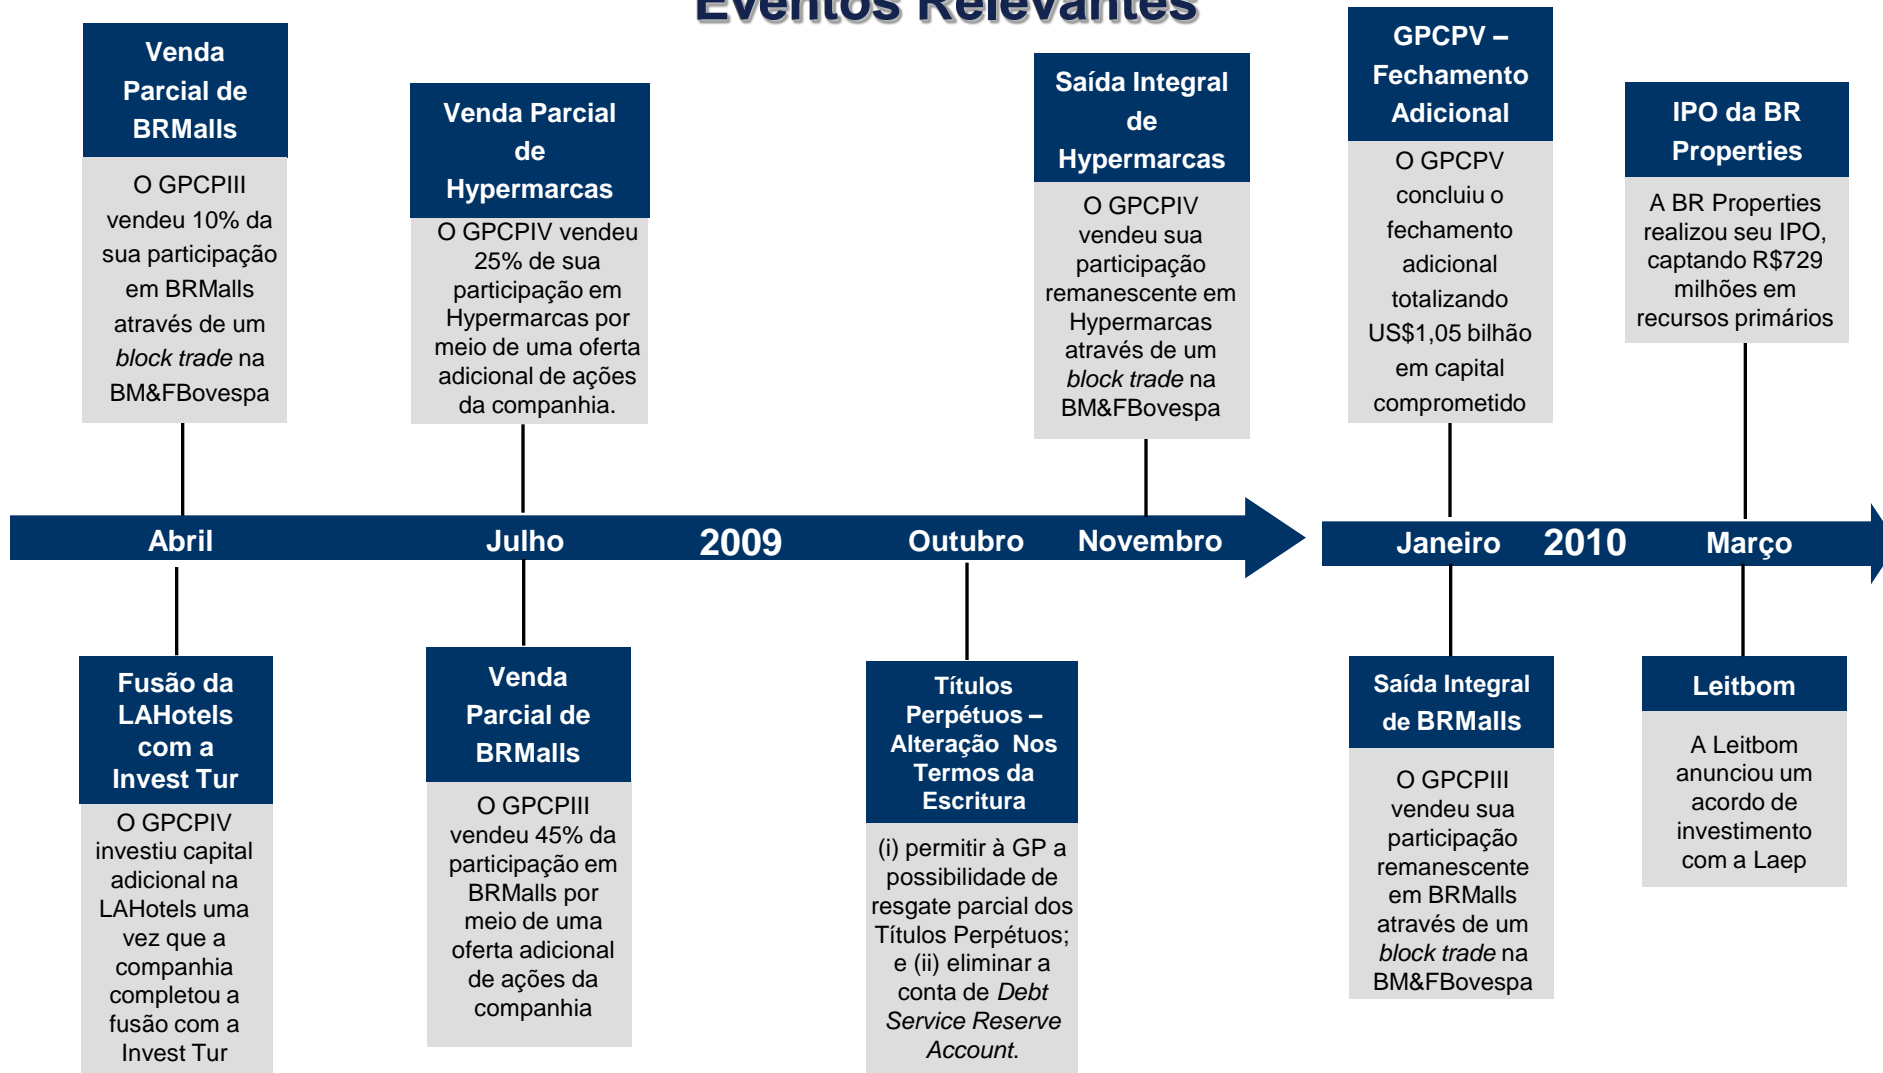 Eventos Relevantes
Venda
Parcial de
BRMalls
O GPCPIII
vendeu 10% da
sua participação
em BRMalls
através de um
block trade na
BM&FBovespa
Venda Parcial
de
Hypermarcas
O GPCPIV vendeu
25% de sua
participação em
Hypermarcas por
meio de uma oferta
adicional de ações
da companhia.
Saída Integral
de
Hypermarcas
O GPCPIV
vendeu sua
participação
remanescente em
Hypermarcas
através de um
block trade na
BM&FBovespa
GPCPV –
Fechamento
Adicional
O GPCPV
concluiu o
fechamento
adicional
totalizando
US$1,05 bilhão
em capital
comprometido
IPO da BR
Properties
A BR Properties
realizou seu IPO,
captando R$729
milhões em
recursos primários
Abril Julho 2009 Outubro Novembro Janeiro 2010 Março
Fusão da
LAHotels
com a
Invest Tur
O GPCPIV
investiu capital
adicional na
LAHotels uma
vez que a
companhia
completou a
fusão com a
Invest Tur
Venda
Parcial de
BRMalls
O GPCPIII
vendeu 45% da
participação em
BRMalls por
meio de uma
oferta adicional
de ações da
companhia
Títulos
Perpétuos –
Alteração Nos
Termos da
Escritura
(i) permitir à GP a
possibilidade de
resgate parcial dos
Títulos Perpétuos;
e (ii) eliminar a
conta de Debt
Service Reserve
Account.
Saída Integral
de BRMalls
O GPCPIII
vendeu sua
participação
remanescente
em BRMalls
através de um
block trade na
BM&FBovespa
Leitbom
A Leitbom
anunciou um
acordo de
investimento
com a Laep